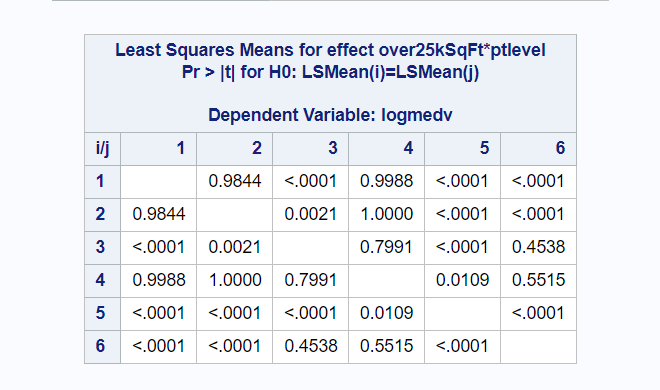 Least Squares Means for effect over25kSqFt*ptlevel
Pr > |t| for H0: LSMean(i)=LSMean(j)
Dependent Variable: logmedv
i/j 1 2 3 4 5 6
1 0.9844 <.0001 0.9988 <.0001 <.0001
2 0.9844 0.0021 1.0000 <.0001 <.0001
3 <.0001 0.0021 0.7991 <.0001 0.4538
4 0.9988 1.0000 0.7991 0.0109 0.5515
5 <.0001 <.0001 <.0001 0.0109 <.0001
6 <.0001 <.0001 0.4538 0.5515 <.0001